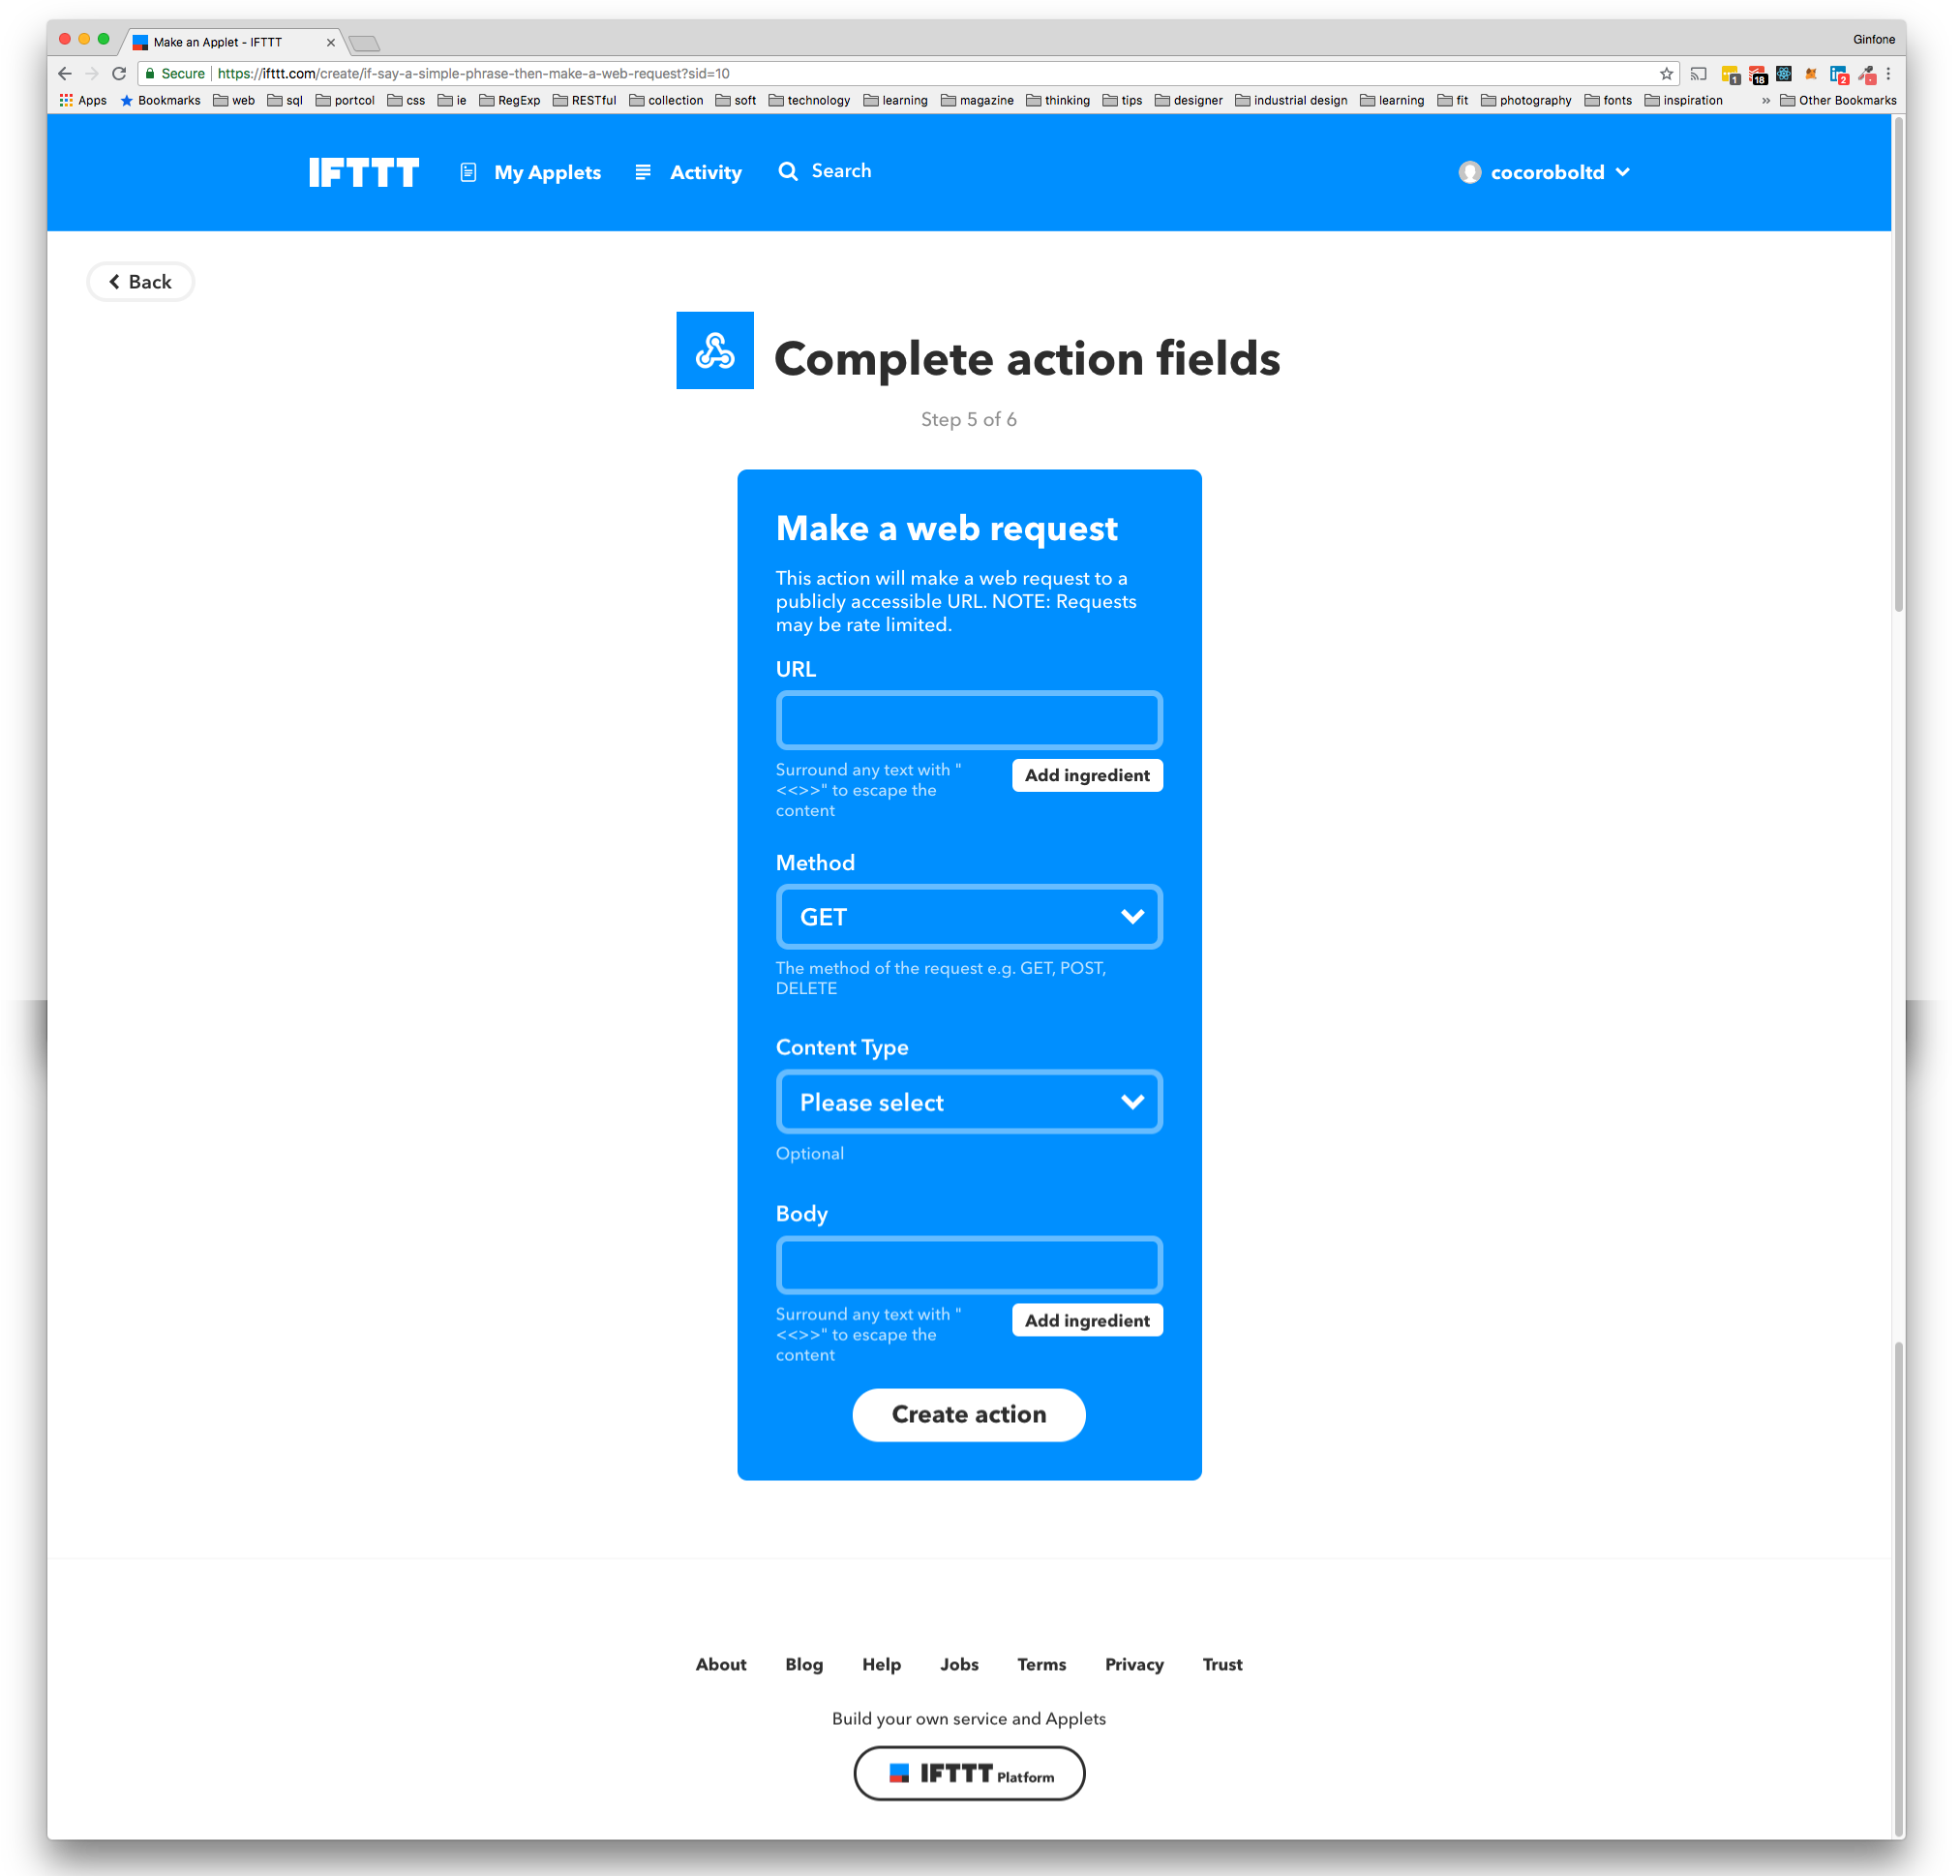 Make an Applet - IFTTT
Ginfone
Secure https://ifttt.com/create/if-say-a-simple-phrase-then-make-a-web-request?sid=10
1 18 2
Apps Bookmarks web sql portcol css ie RegExp RESTful collection soft technology learning magazine thinking tips designer industrial design learning fit photography fonts inspiration » Other Bookmarks
IFTTT My Applets Activity Search cocoroboltd
Back
Complete action fields
Step 5 of 6
Make a web request
This action will make a web request to a
publicly accessible URL. NOTE: Requests
may be rate limited.
URL
Surround any text with "
<<>>" to escape the
content
Add ingredient
Method
GET
The method of the request e.g. GET, POST,
DELETE
Content Type
Please select
Optional
Body
Surround any text with "
<<>>" to escape the
content
Add ingredient
Create action
About Blog Help Jobs Terms Privacy Trust
Build your own service and Applets
IFTTT Platform